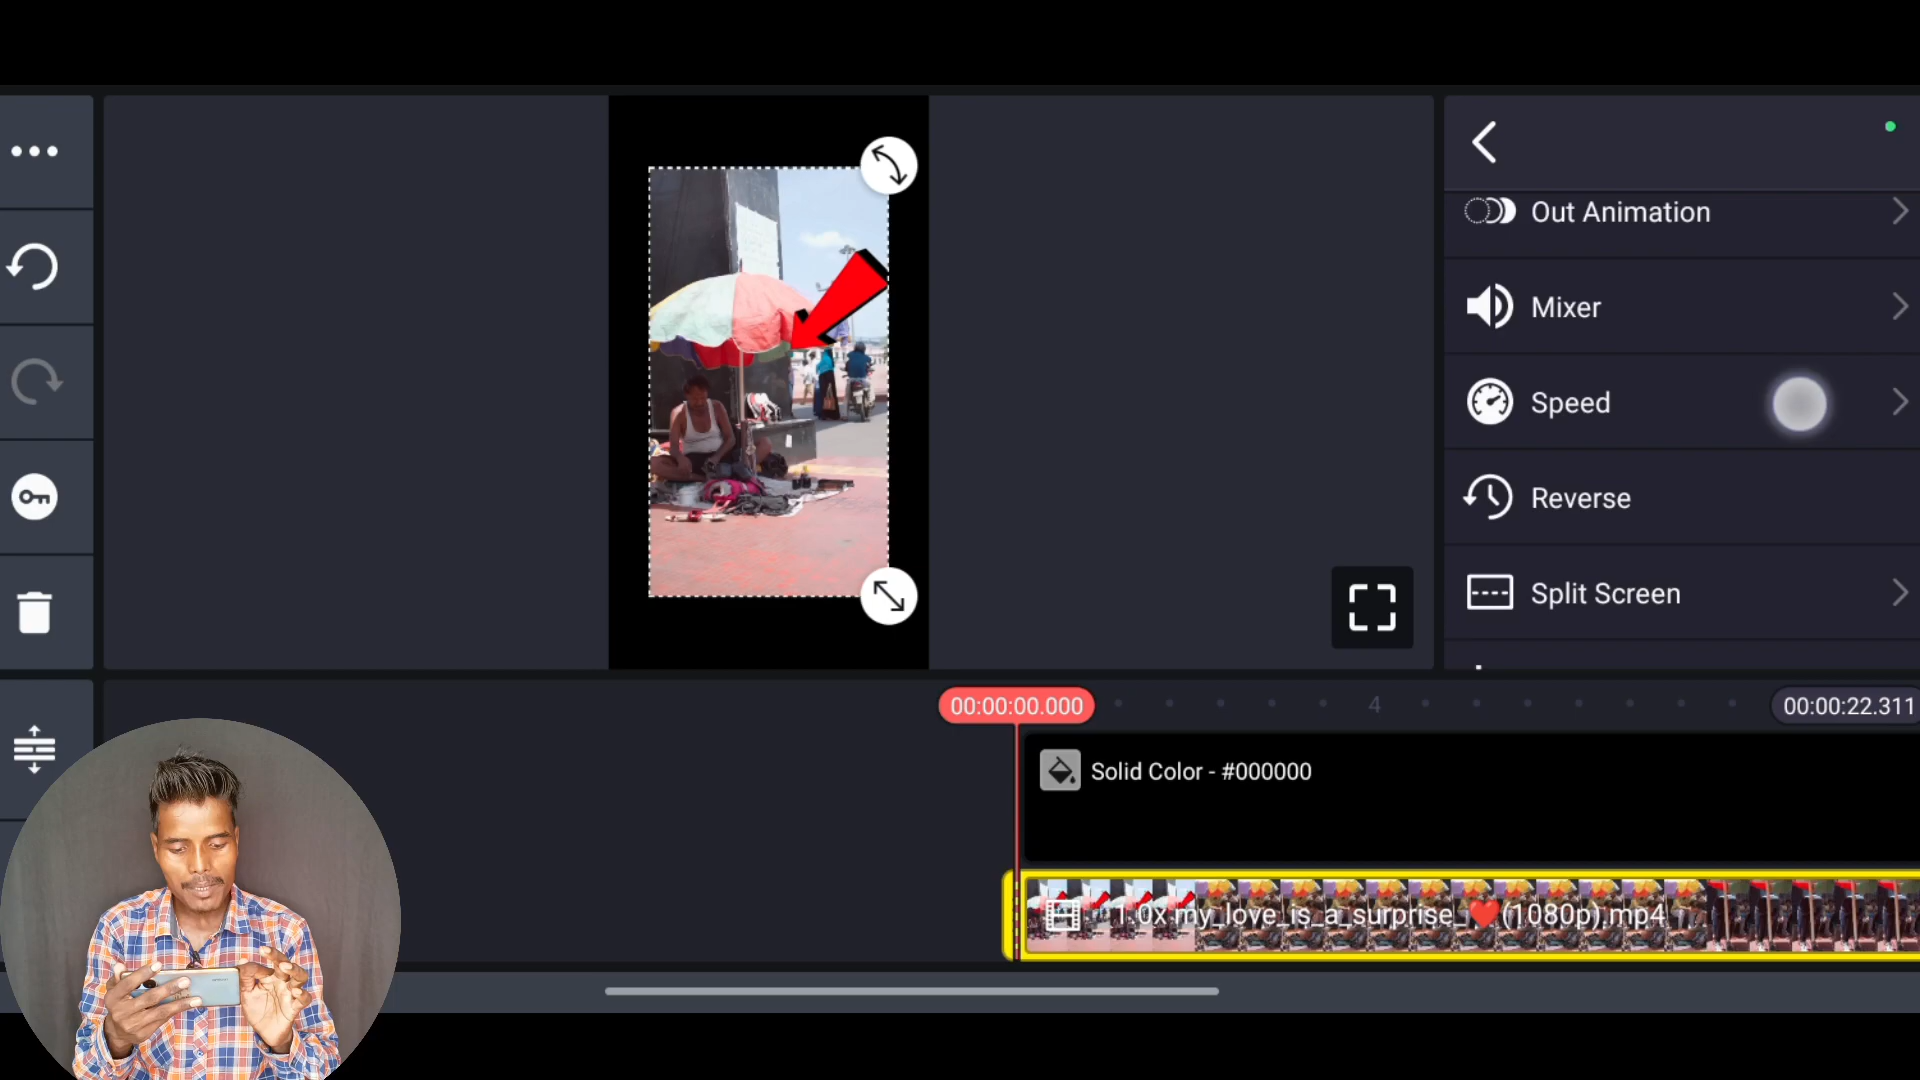 Out Animation
Mixer
Speed
Reverse
Split Screen
00:00:00.000
4
00:00:22.311
Solid Color - #000000
1.0x my_love_is_a_surprise_❤️(1080p).mp4